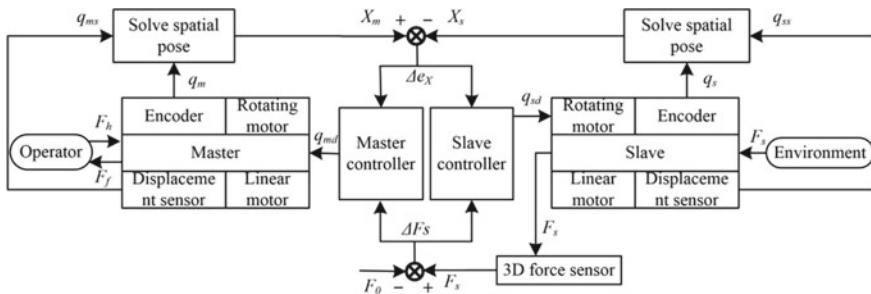 q_ms
Solve spatial
pose
X_m + − X_s
Solve spatial
pose
q_ss
q_m
Δe_X
q_s
q_sd
Encoder
Rotating
motor
F_h
Operator
F_f
Master
q_md
Displaceme
nt sensor
Linear
motor
Master
controller
Slave
controller
Rotating
motor
Encoder
Slave
F_s
Environment
Linear
motor
Displaceme
nt sensor
ΔFs
F_s
F_0 − + F_s
3D force sensor